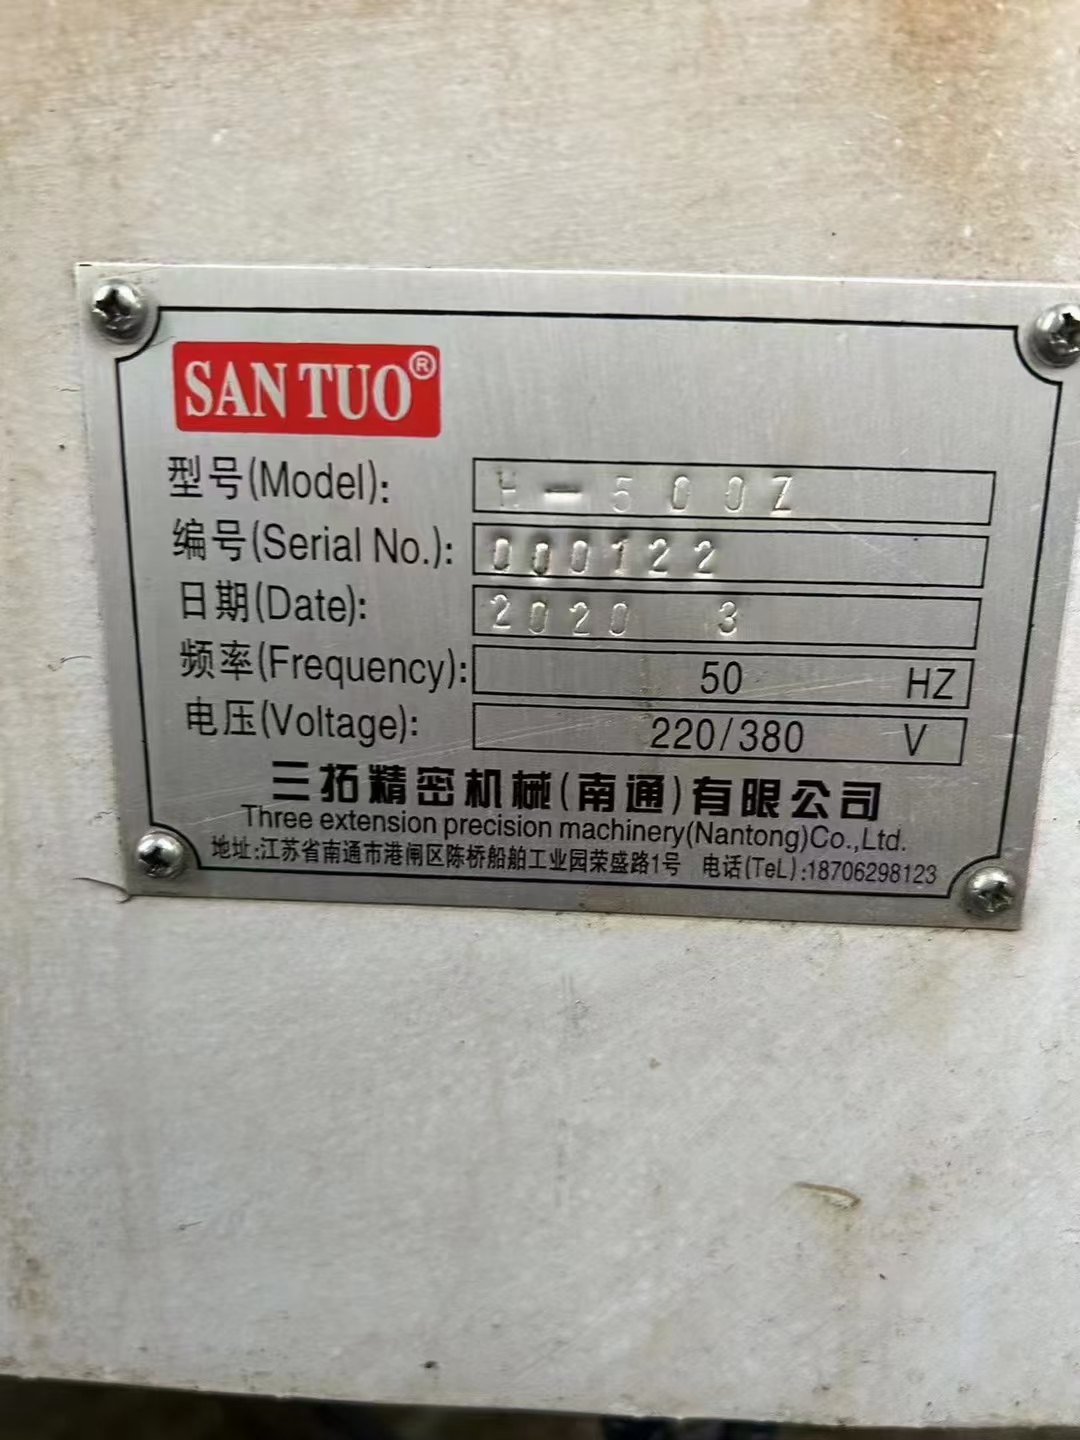 SAN TUO®
型号(Model): H-500Z
编号(Serial No.): 000122
日期(Date): 2020 3
频率(Frequency): 50 HZ
电压(Voltage): 220/380 V
三拓精密机械(南通)有限公司
Three extension precision machinery(Nantong)Co.,Ltd.
地址:江苏省南通市港闸区陈桥船舶工业园荣盛路1号 电话(TeL):18706298123